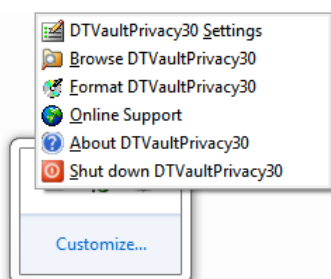 DTVaultPrivacy30 Settings
Browse DTVaultPrivacy30
Format DTVaultPrivacy30
Online Support
About DTVaultPrivacy30
Shut down DTVaultPrivacy30
Customize...